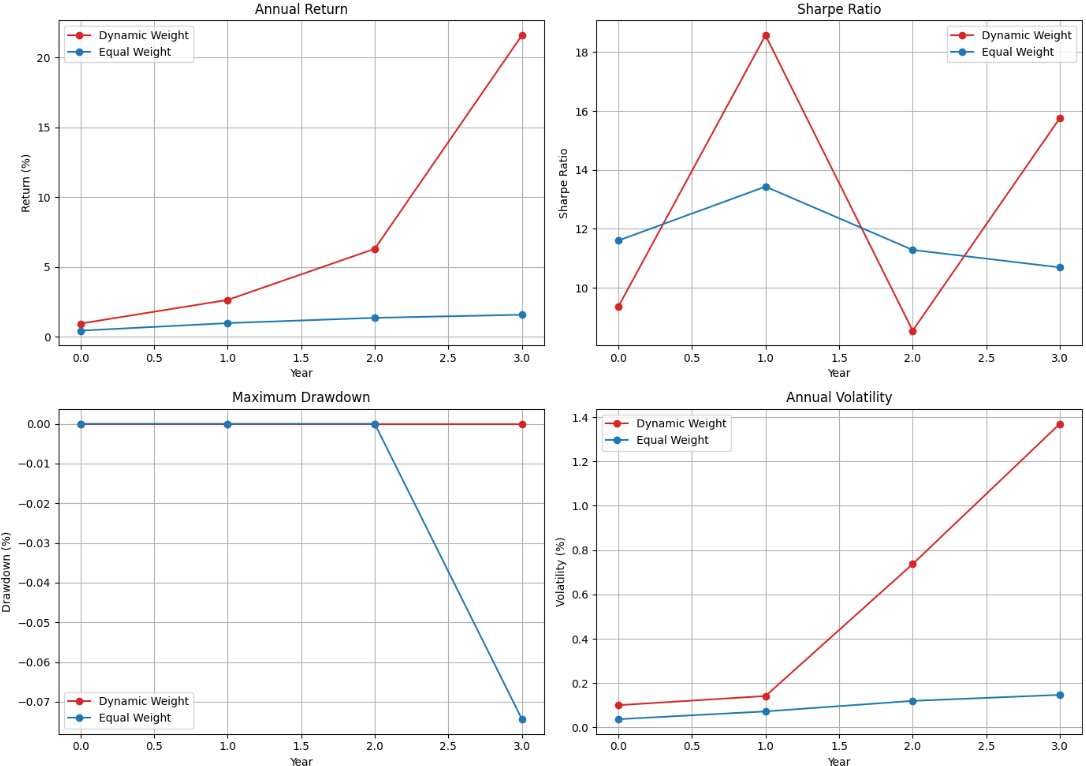 Annual Return
Dynamic Weight
Equal Weight
20
15
10
5
0
Return (%)
0.0 0.5 1.0 1.5 2.0 2.5 3.0
Year
Sharpe Ratio
Dynamic Weight
Equal Weight
18
16
14
12
10
Sharpe Ratio
0.0 0.5 1.0 1.5 2.0 2.5 3.0
Year
Maximum Drawdown
0.00
−0.01
−0.02
−0.03
−0.04
−0.05
−0.06
−0.07
Drawdown (%)
Dynamic Weight
Equal Weight
0.0 0.5 1.0 1.5 2.0 2.5 3.0
Year
Annual Volatility
Dynamic Weight
Equal Weight
1.4
1.2
1.0
0.8
0.6
0.4
0.2
0.0
Volatility (%)
0.0 0.5 1.0 1.5 2.0 2.5 3.0
Year